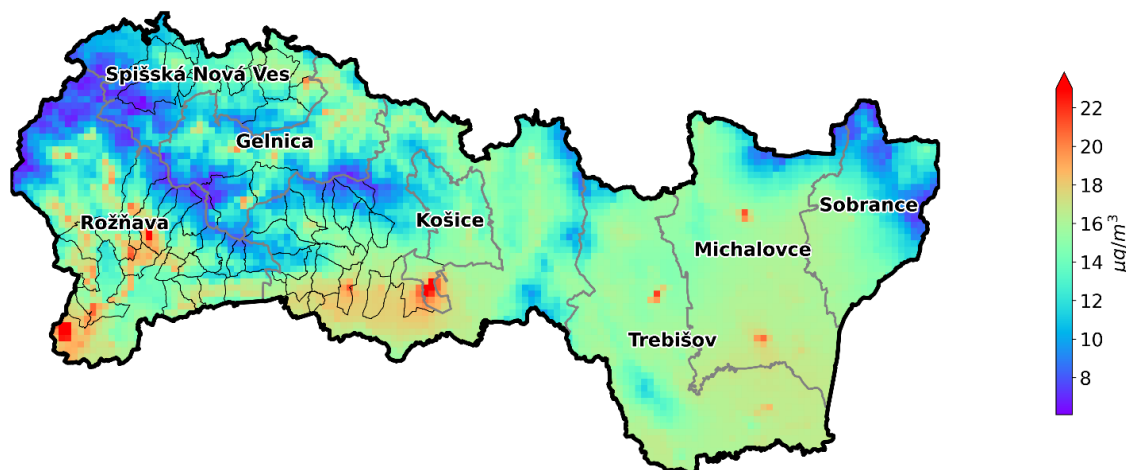 Spišská Nová Ves
Gelnica
Rožňava
Košice
Sobrance
Michalovce
Trebišov
22
20
18
16
14
12
10
8
μg/m³